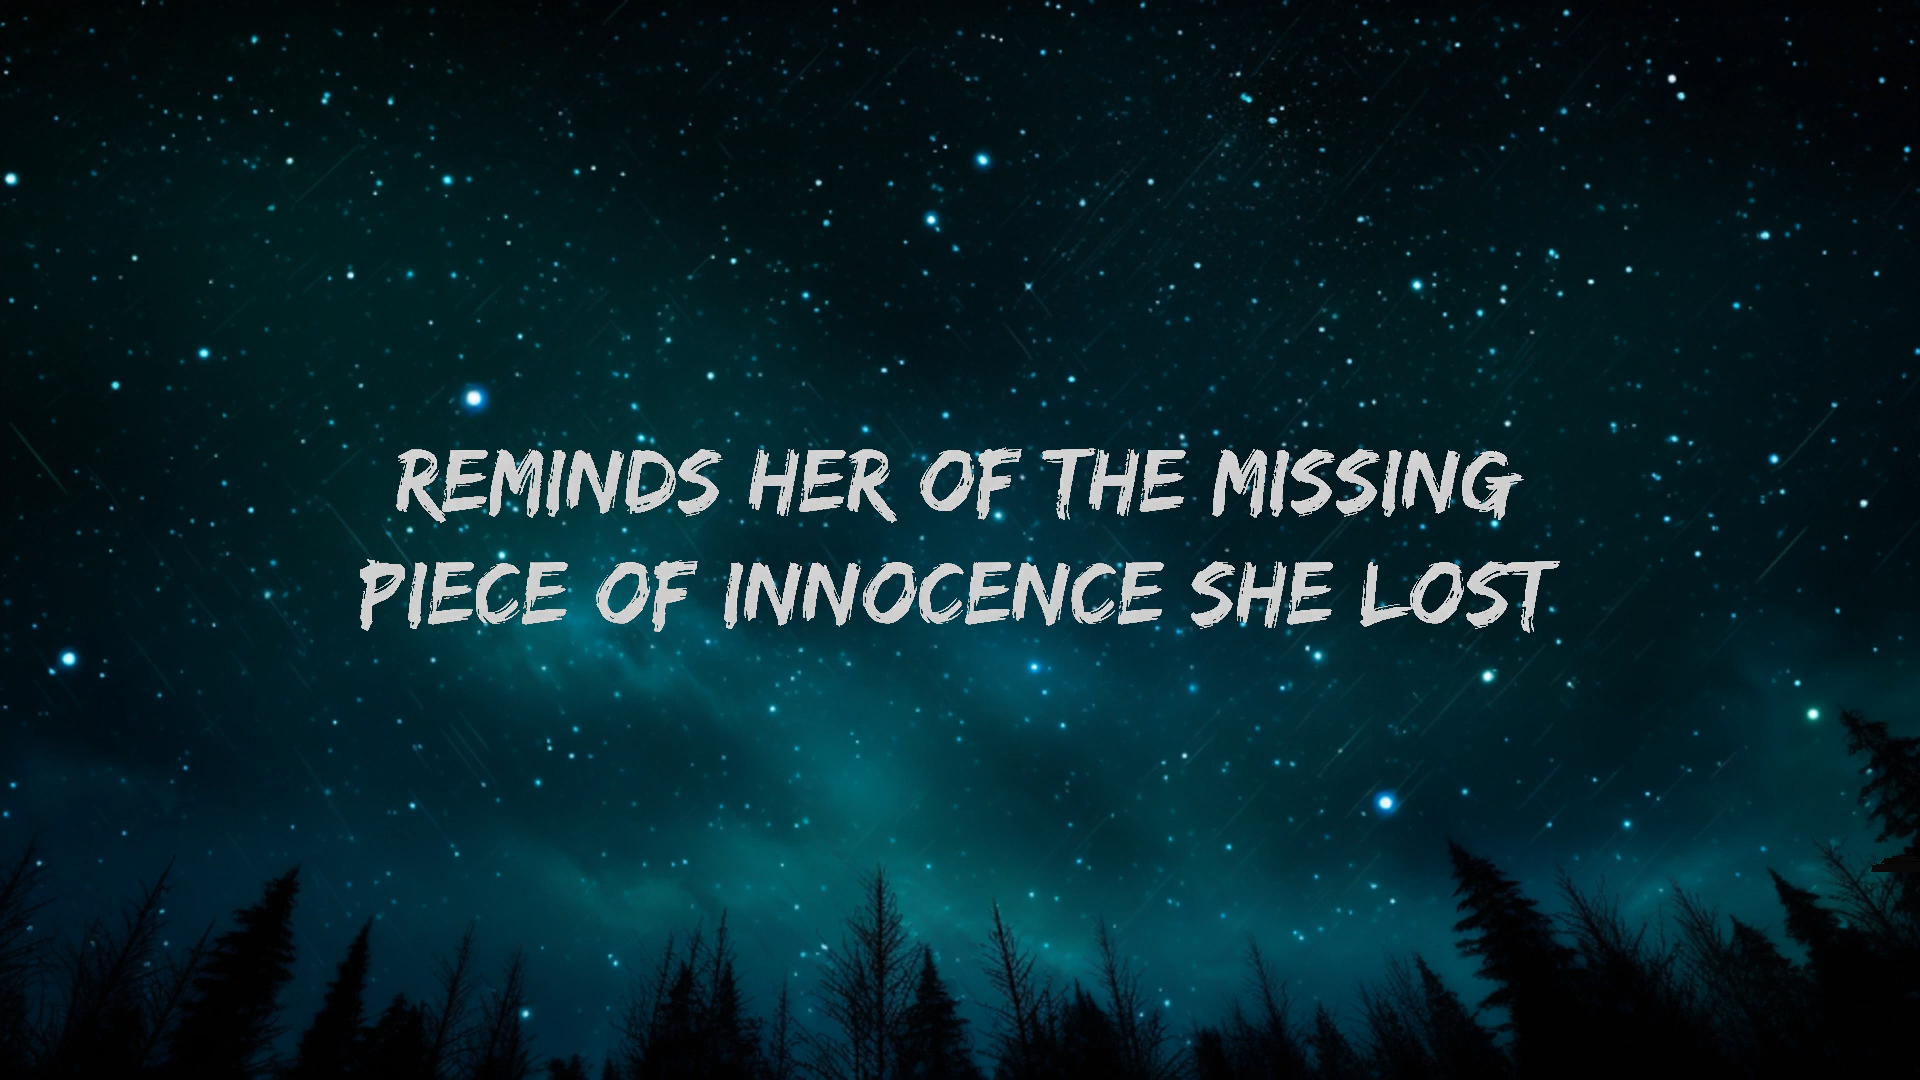 REMINDS HER OF THE MISSING
PIECE OF INNOCENCE SHE LOST